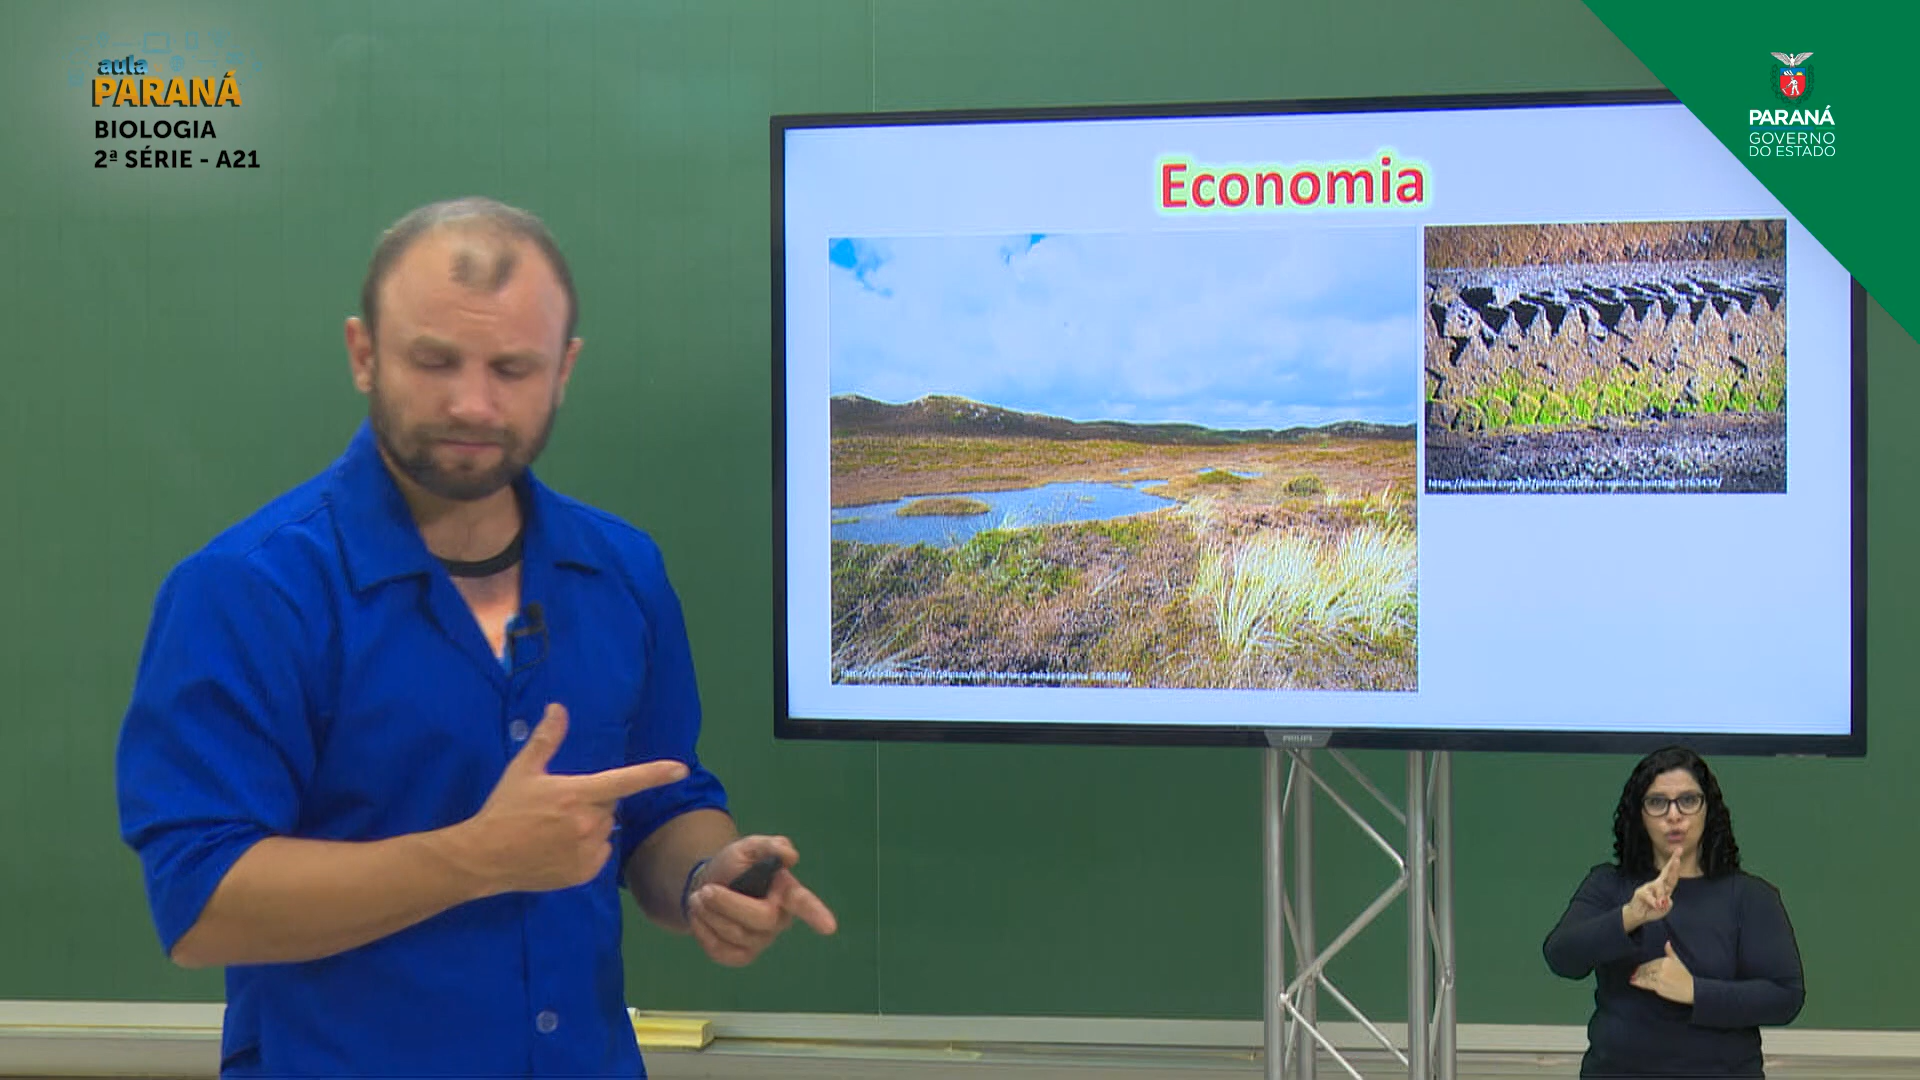 aula
PARANÁ
BIOLOGIA
2ª SÉRIE - A21
PARANÁ
GOVERNO
DO ESTADO
Economia
PHILIPS